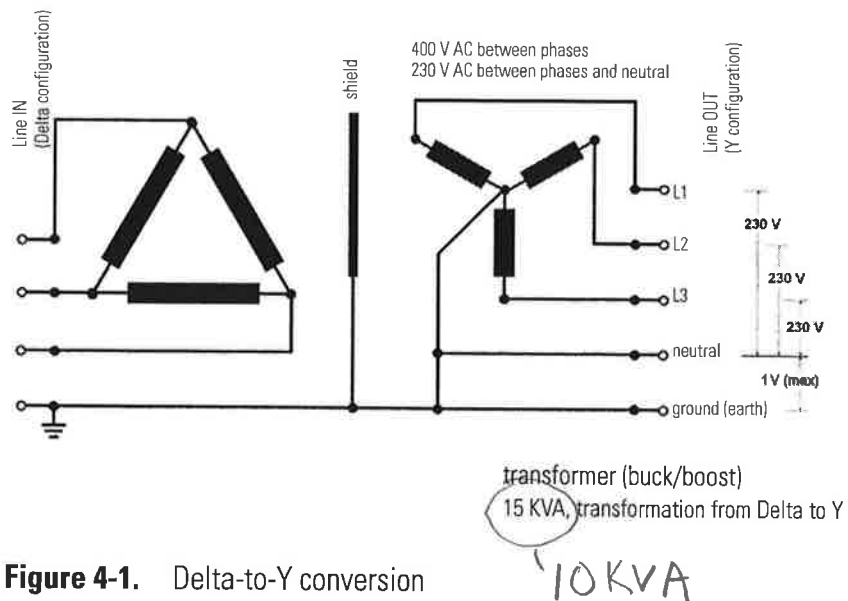 Line IN
(Delta configuration)
shield
400 V AC between phases
230 V AC between phases and neutral
Line OUT
(Y configuration)
L1
230 V
L2
230 V
L3
230 V
neutral
1 V (max)
ground (earth)
transformer (buck/boost)
15 KVA, transformation from Delta to Y
10KVA
Figure 4-1. Delta-to-Y conversion